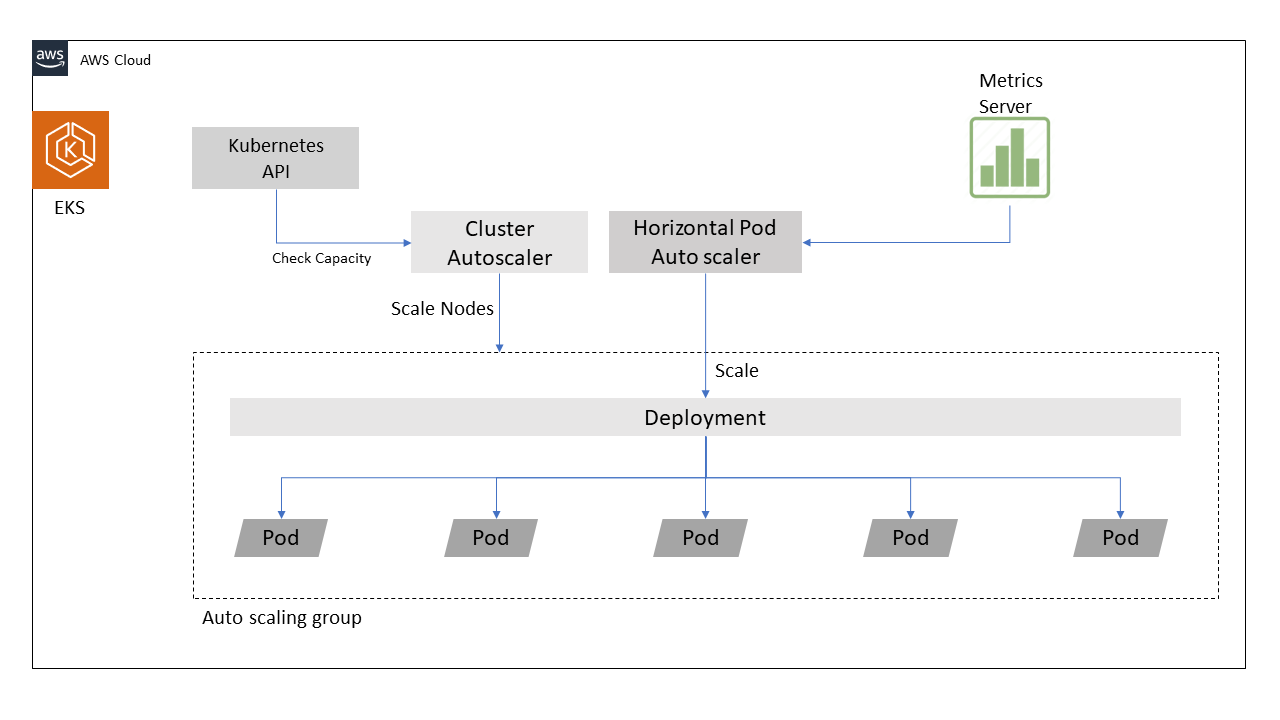 aws
AWS Cloud
Metrics
Server
Kubernetes
API
K
EKS
Cluster
Autoscaler
Horizontal Pod
Auto scaler
Check Capacity
Scale Nodes
Scale
Deployment
Pod
Pod
Pod
Pod
Pod
Auto scaling group